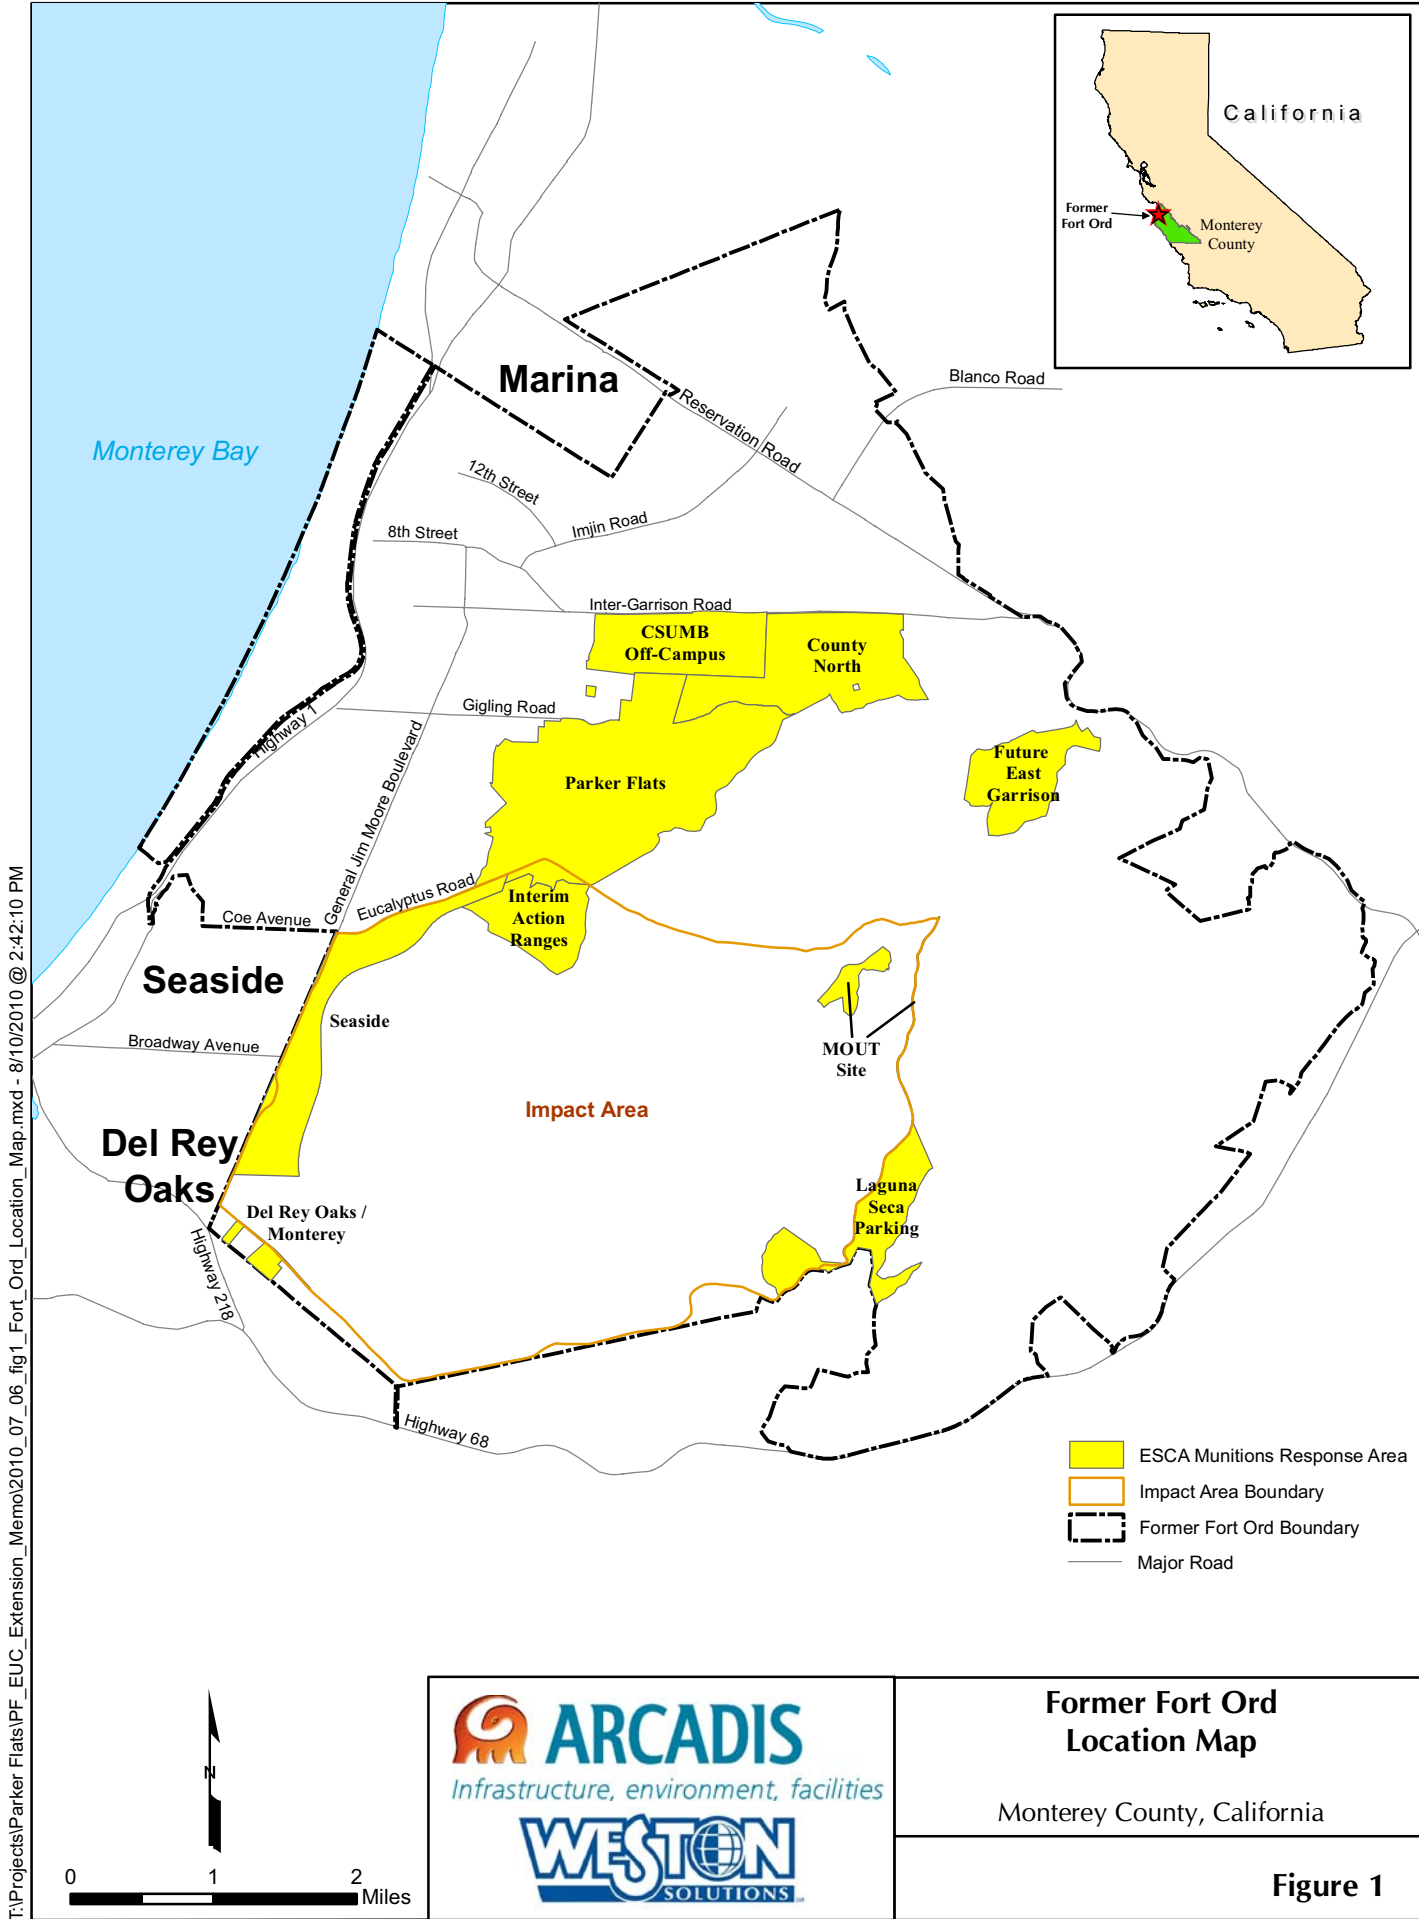 California
Former
Fort Ord
Monterey
County
Marina
Blanco Road
Reservation Road
Monterey Bay
12th Street
8th Street
Imjin Road
Inter-Garrison Road
CSUMB
Off-Campus
County
North
Gigling Road
Highway 1
General Jim Moore Boulevard
Future
East
Garrison
Parker Flats
Eucalyptus Road
Interim
Action
Ranges
Coe Avenue
Seaside
Seaside
Broadway Avenue
MOUT
Site
Impact Area
Del Rey
Oaks
Laguna
Seca
Parking
Del Rey Oaks /
Monterey
Highway 218
Highway 68
ESCA Munitions Response Area
Impact Area Boundary
Former Fort Ord Boundary
Major Road
T:\Projects\Parker Flats\PF_EUC_Extension_Memo\2010_07_06_fig1_Fort_Ord_Location_Map.mxd - 8/10/2010 @ 2:42:10 PM
N
0 1 2
Miles
ARCADIS
Infrastructure, environment, facilities
WESTON
SOLUTIONS
Former Fort Ord
Location Map
Monterey County, California
Figure 1